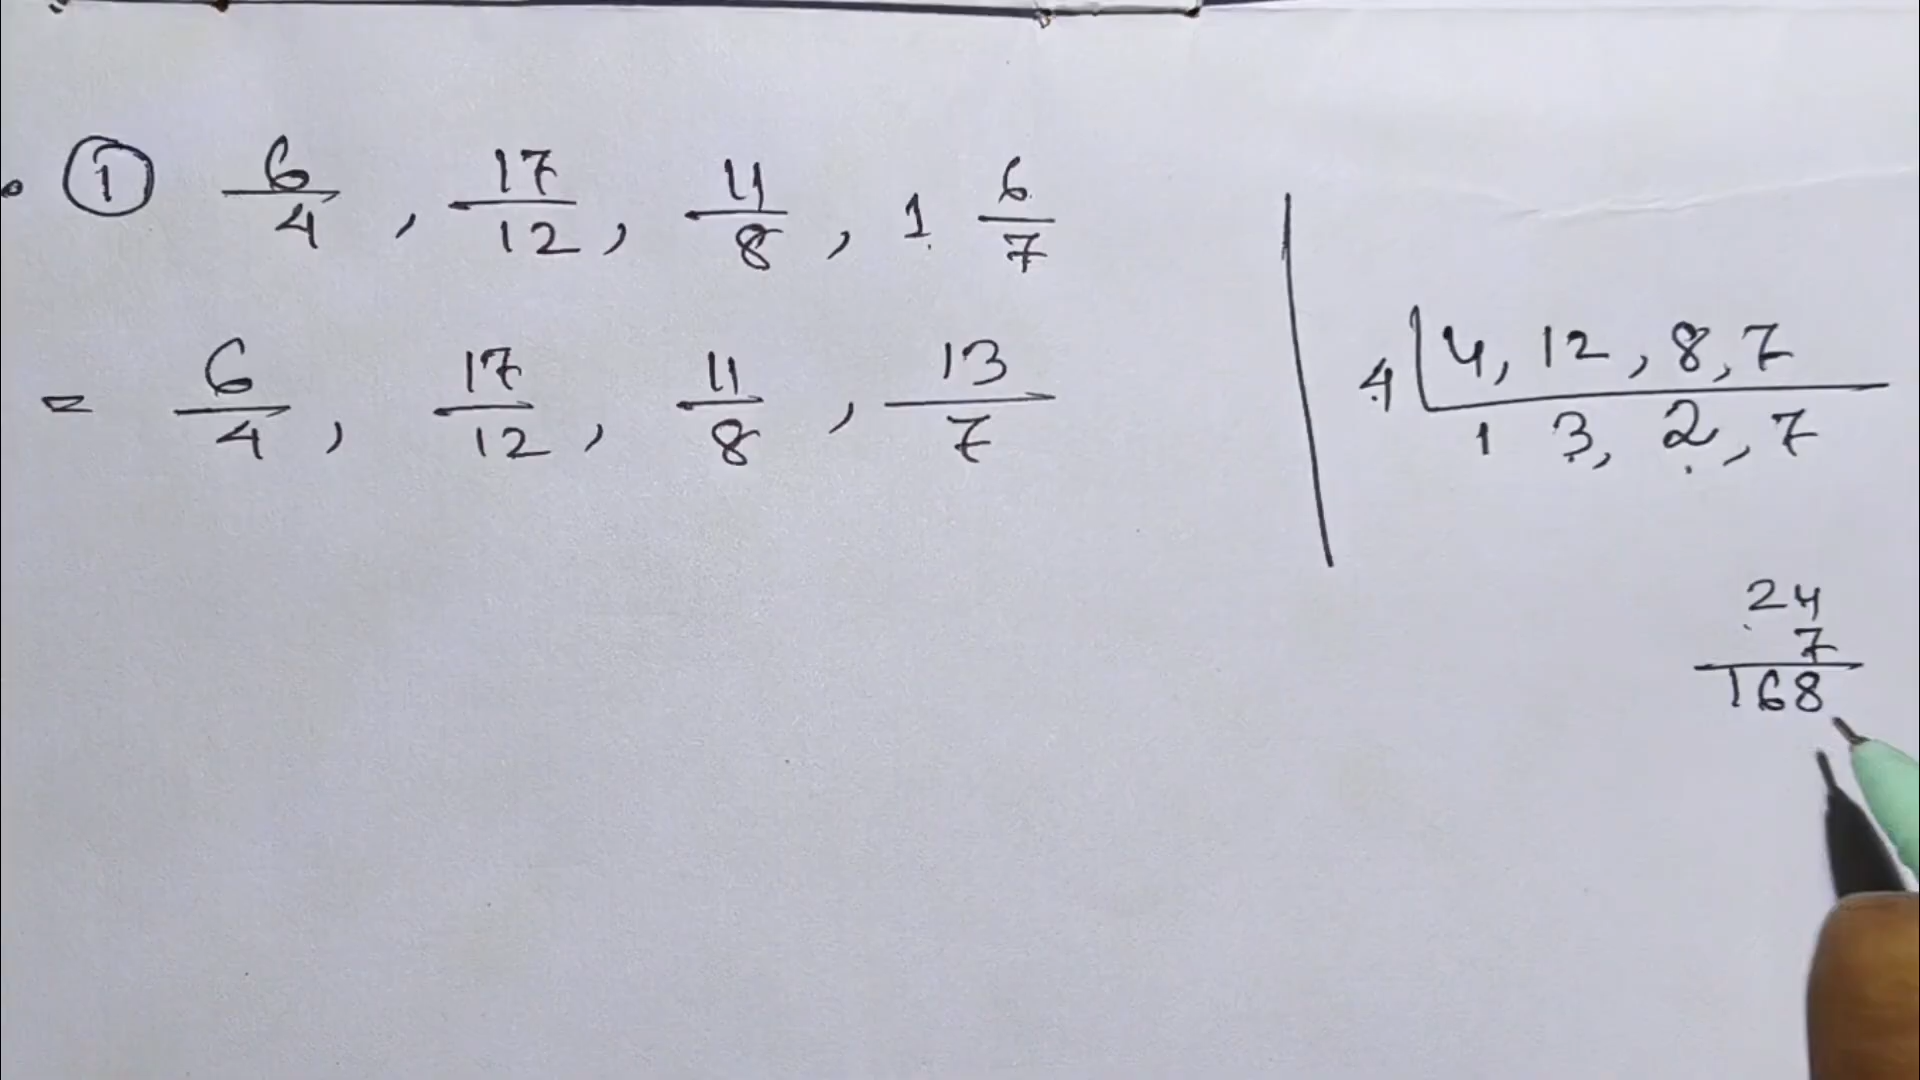 ① 6/4 , 17/12 , 11/8 , 1 6/7
= 6/4 , 17/12 , 11/8 , 13/7
4 | 4, 12, 8, 7
1 3, 2, 7
24
7
168